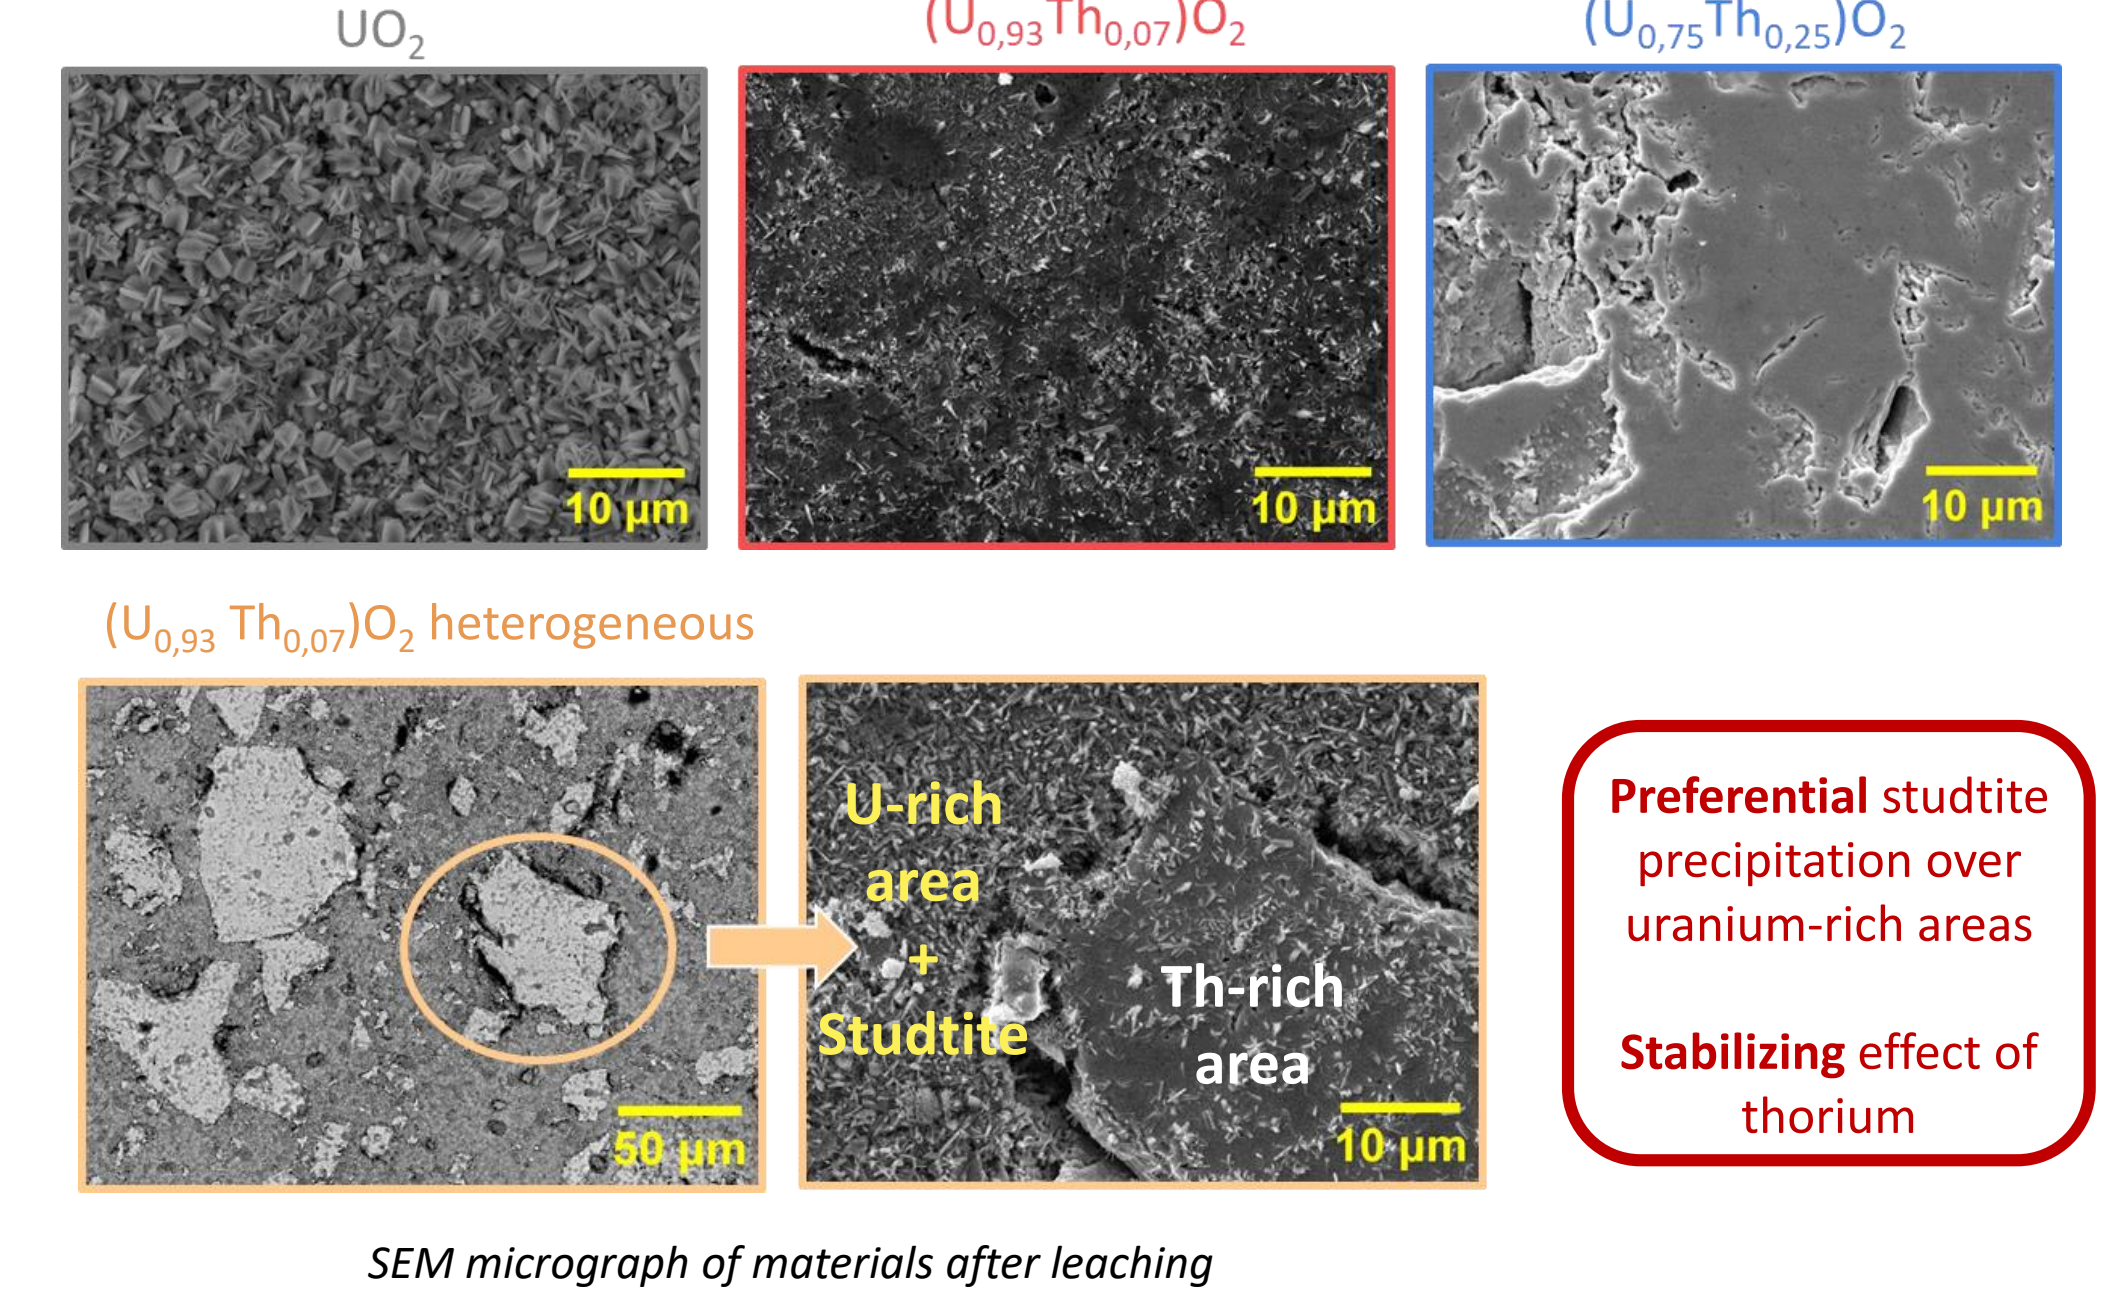 UO₂
(U₀,₉₃Th₀,₀₇)O₂
(U₀,₇₅Th₀,₂₅)O₂
10 µm
10 µm
10 µm
(U₀,₉₃ Th₀,₀₇)O₂ heterogeneous
50 µm
U-rich
area
+
Studtite
Th-rich
area
10 µm
Preferential studtite
precipitation over
uranium-rich areas
Stabilizing effect of
thorium
SEM micrograph of materials after leaching